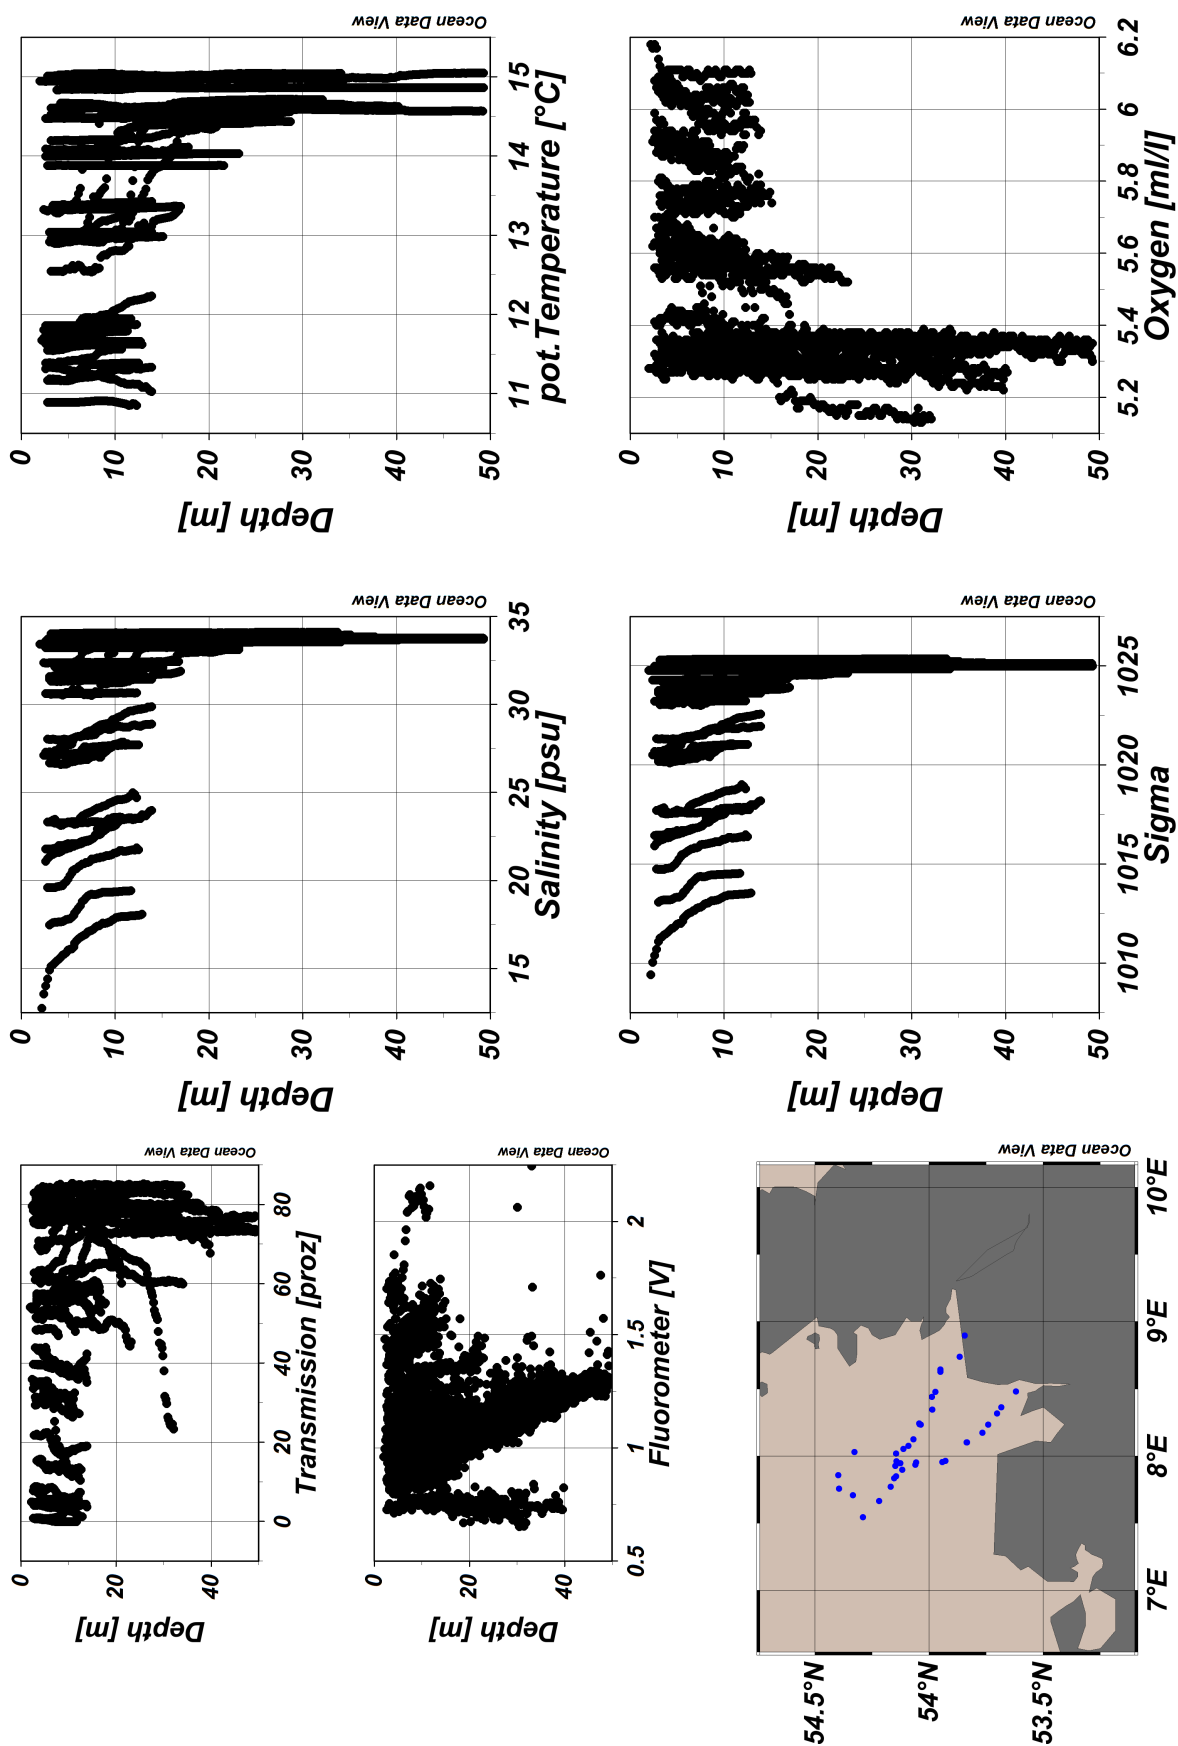 Ocean Data View
0
20
40
Depth [m]
0 20 40 60 80
Transmission [proz]
Ocean Data View
0
20
40
Depth [m]
0.5 1 1.5 2
Fluorometer [V]
Ocean Data View
54.5°N
54°N
53.5°N
7°E 8°E 9°E 10°E
Ocean Data View
0
10
20
30
40
50
Depth [m]
15 20 25 30 35
Salinity [psu]
Ocean Data View
0
10
20
30
40
50
Depth [m]
1010 1015 1020 1025
Sigma
Ocean Data View
0
10
20
30
40
50
Depth [m]
11 12 13 14 15
pot.Temperature [°C]
Ocean Data View
0
10
20
30
40
50
Depth [m]
5.2 5.4 5.6 5.8 6 6.2
Oxygen [ml/l]